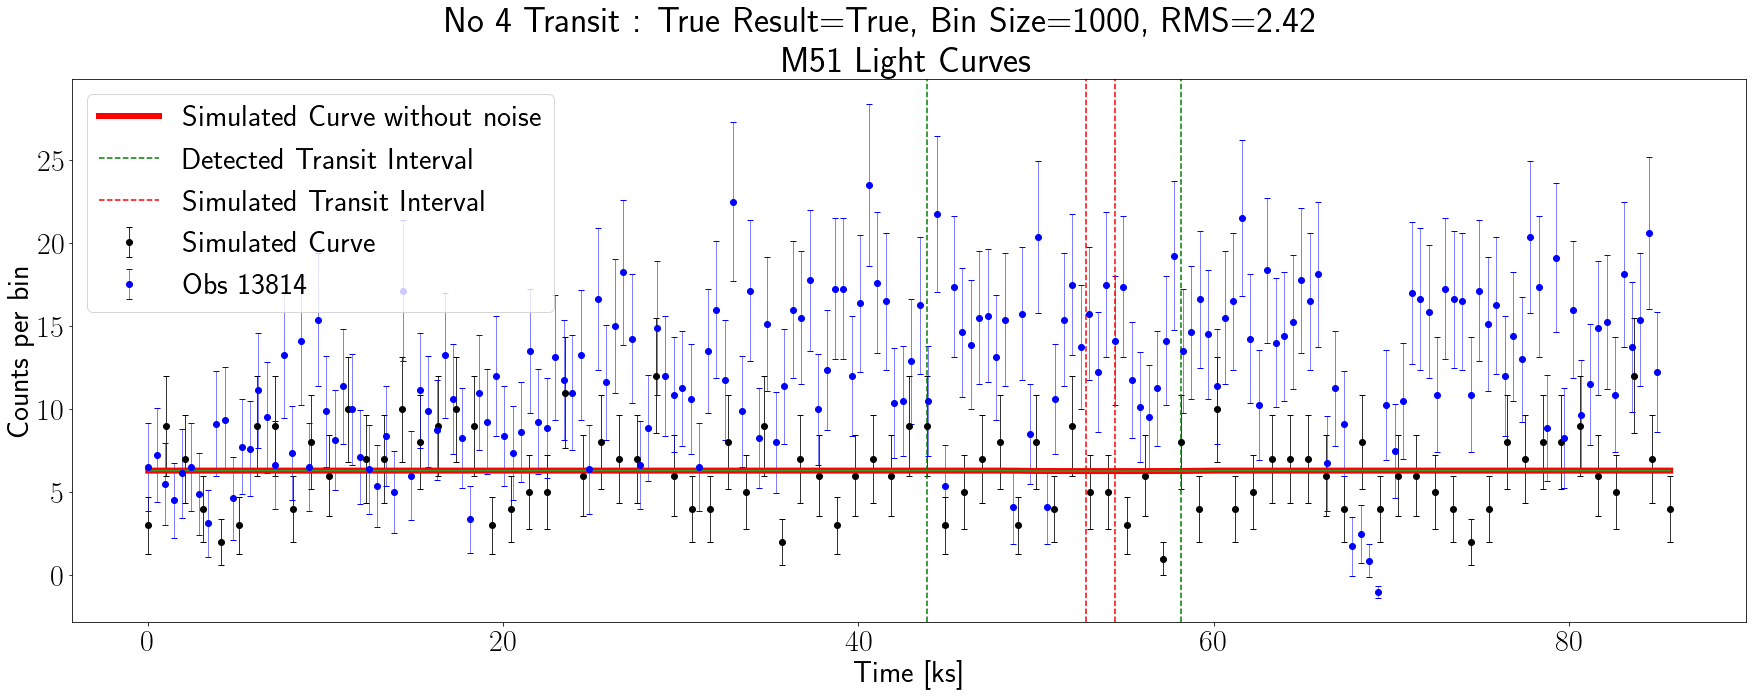 No 4 Transit : True Result=True, Bin Size=1000, RMS=2.42
M51 Light Curves
Simulated Curve without noise
Detected Transit Interval
Simulated Transit Interval
Simulated Curve
Obs 13814
Counts per bin
25
20
15
10
5
0
0 20 40 60 80
Time [ks]